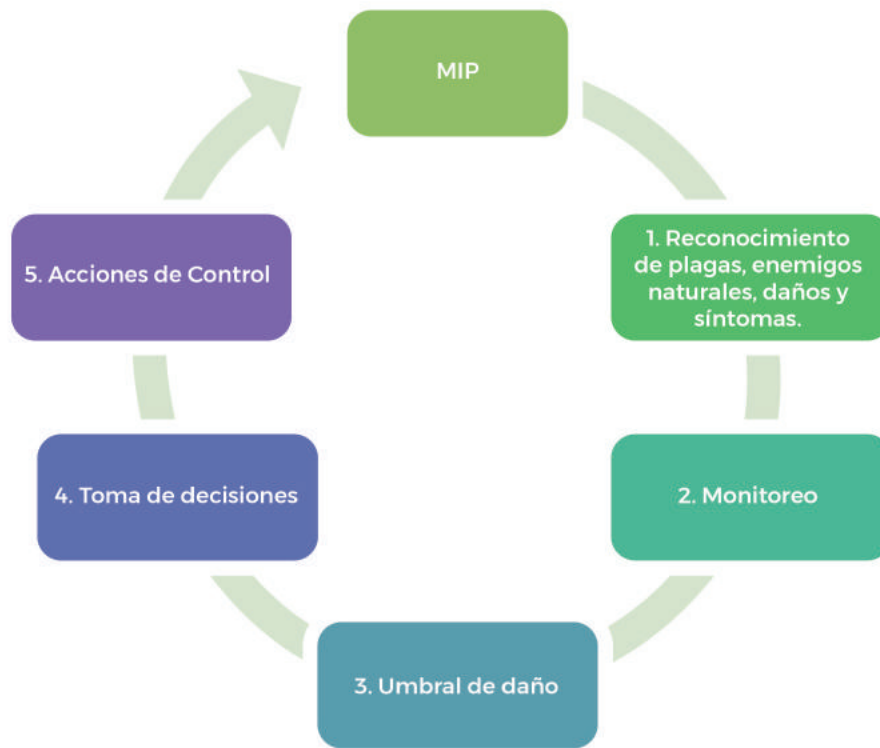 MIP
1. Reconocimiento
de plagas, enemigos
naturales, daños y
síntomas.
2. Monitoreo
3. Umbral de daño
4. Toma de decisiones
5. Acciones de Control